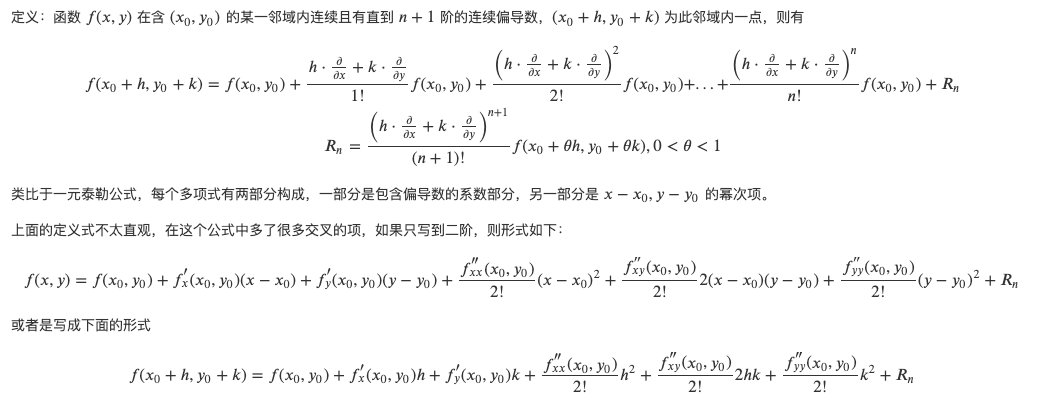 定义：函数 $f(x, y)$ 在含 $(x_0, y_0)$ 的某一邻域内连续且有直到 $n+1$ 阶的连续偏导数，$(x_0+h, y_0+k)$ 为此邻域内一点，则有
$f(x_0+h, y_0+k) = f(x_0, y_0) + \frac{h \cdot \frac{\partial}{\partial x} + k \cdot \frac{\partial}{\partial y}}{1!} f(x_0, y_0) + \frac{\left(h \cdot \frac{\partial}{\partial x} + k \cdot \frac{\partial}{\partial y}\right)^2}{2!} f(x_0, y_0) + \ldots + \frac{\left(h \cdot \frac{\partial}{\partial x} + k \cdot \frac{\partial}{\partial y}\right)^n}{n!} f(x_0, y_0) + R_n$
$R_n = \frac{\left(h \cdot \frac{\partial}{\partial x} + k \cdot \frac{\partial}{\partial y}\right)^{n+1}}{(n+1)!} f(x_0+\theta h, y_0+\theta k), 0 < \theta < 1$
类比于一元泰勒公式，每个多项式有两部分构成，一部分是包含偏导数的系数部分，另一部分是 $x-x_0, y-y_0$ 的幂次项。
上面的定义式不太直观，在这个公式中多了很多交叉的项，如果只写到二阶，则形式如下：
$f(x, y) = f(x_0, y_0) + f'_x(x_0, y_0)(x-x_0) + f'_y(x_0, y_0)(y-y_0) + \frac{f''_{xx}(x_0, y_0)}{2!}(x-x_0)^2 + \frac{f''_{xy}(x_0, y_0)}{2!}2(x-x_0)(y-y_0) + \frac{f''_{yy}(x_0, y_0)}{2!}(y-y_0)^2 + R_n$
或者是写成下面的形式
$f(x_0+h, y_0+k) = f(x_0, y_0) + f'_x(x_0, y_0)h + f'_y(x_0, y_0)k + \frac{f''_{xx}(x_0, y_0)}{2!}h^2 + \frac{f''_{xy}(x_0, y_0)}{2!}2hk + \frac{f''_{yy}(x_0, y_0)}{2!}k^2 + R_n$